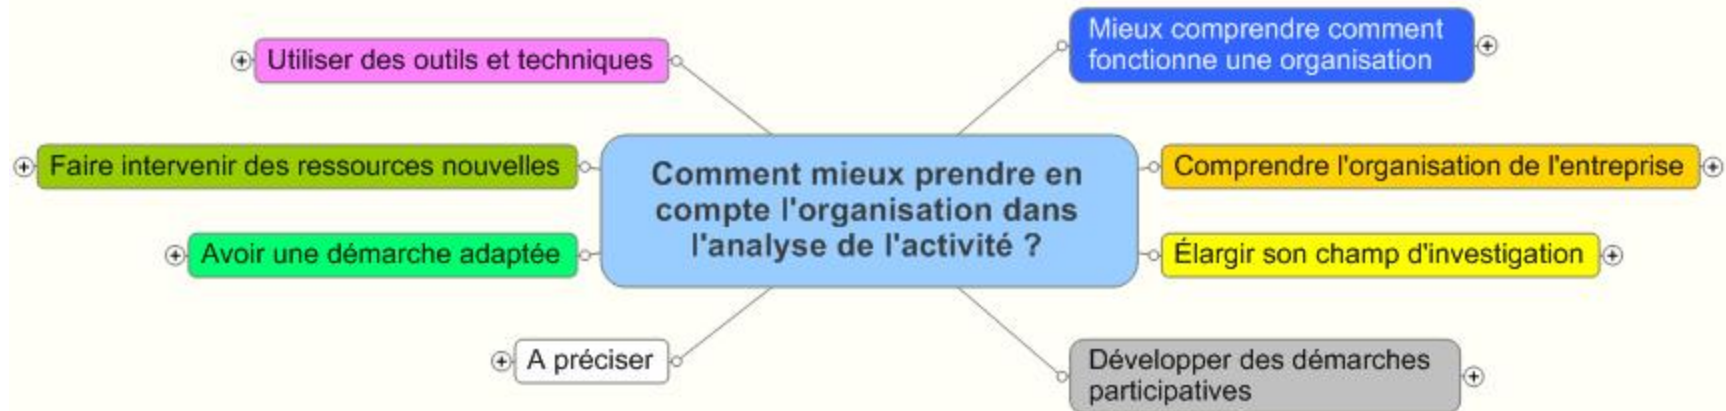 Utiliser des outils et techniques
Mieux comprendre comment
fonctionne une organisation
Faire intervenir des ressources nouvelles
Comment mieux prendre en
compte l'organisation dans
l'analyse de l'activité ?
Comprendre l'organisation de l'entreprise
Avoir une démarche adaptée
Élargir son champ d'investigation
A préciser
Développer des démarches
participatives